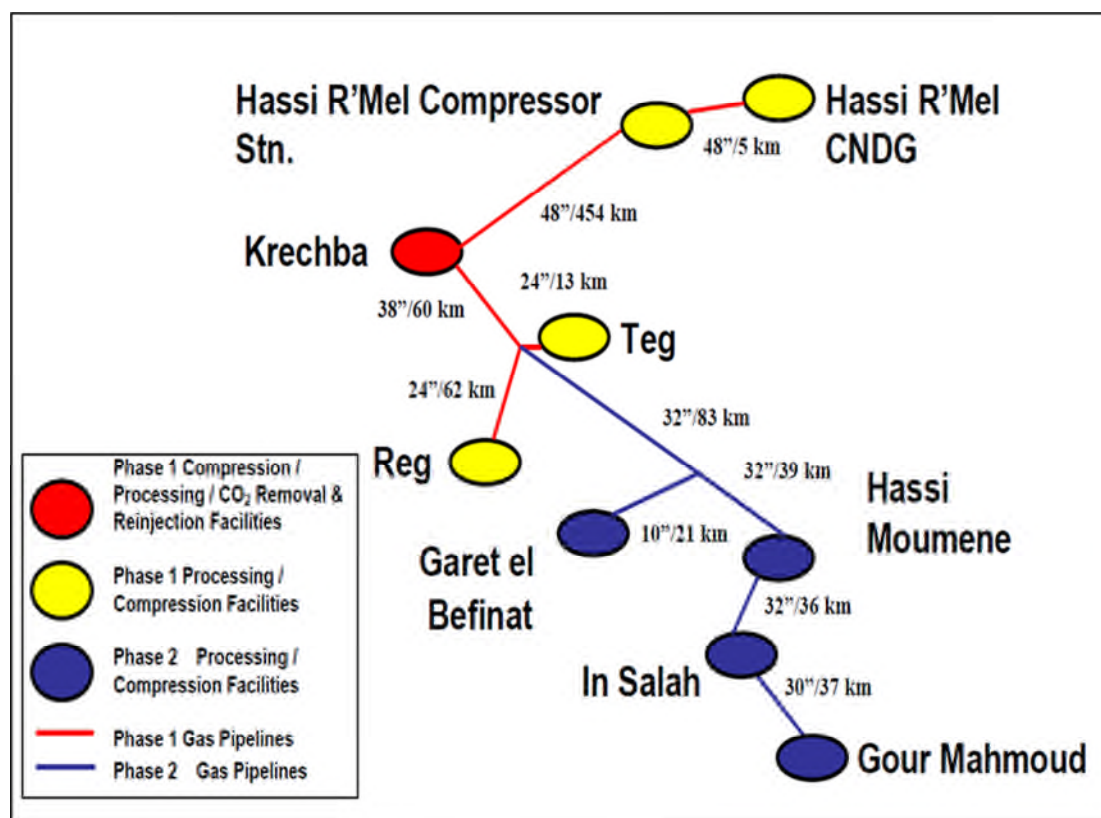 Hassi R’Mel Compressor
Stn.
Hassi R’Mel
CNDG
48”/5 km
48”/454 km
Krechba
24”/13 km
38”/60 km
Teg
24”/62 km
32”/83 km
Reg
32”/39 km
Hassi
Moumene
10”/21 km
Garet el
Befinat
32”/36 km
In Salah
30”/37 km
Gour Mahmoud
Phase 1 Compression /
Processing / CO₂ Removal &
Reinjection Facilities
Phase 1 Processing /
Compression Facilities
Phase 2 Processing /
Compression Facilities
Phase 1 Gas Pipelines
Phase 2 Gas Pipelines